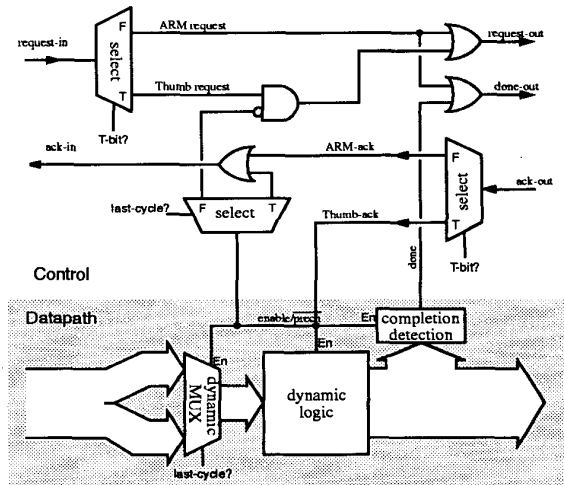 ARM request
request-out
request-in
F
select
T
Thumb request
done-out
T-bit?
ack-in
ARM-ack
F
select
T
ack-out
last-cycle?
F
select
T
Thumb-ack
done
T-bit?
Control
Datapath
enable/prech
En
completion
detection
En
En
dynamic
MUX
dynamic
logic
last-cycle?